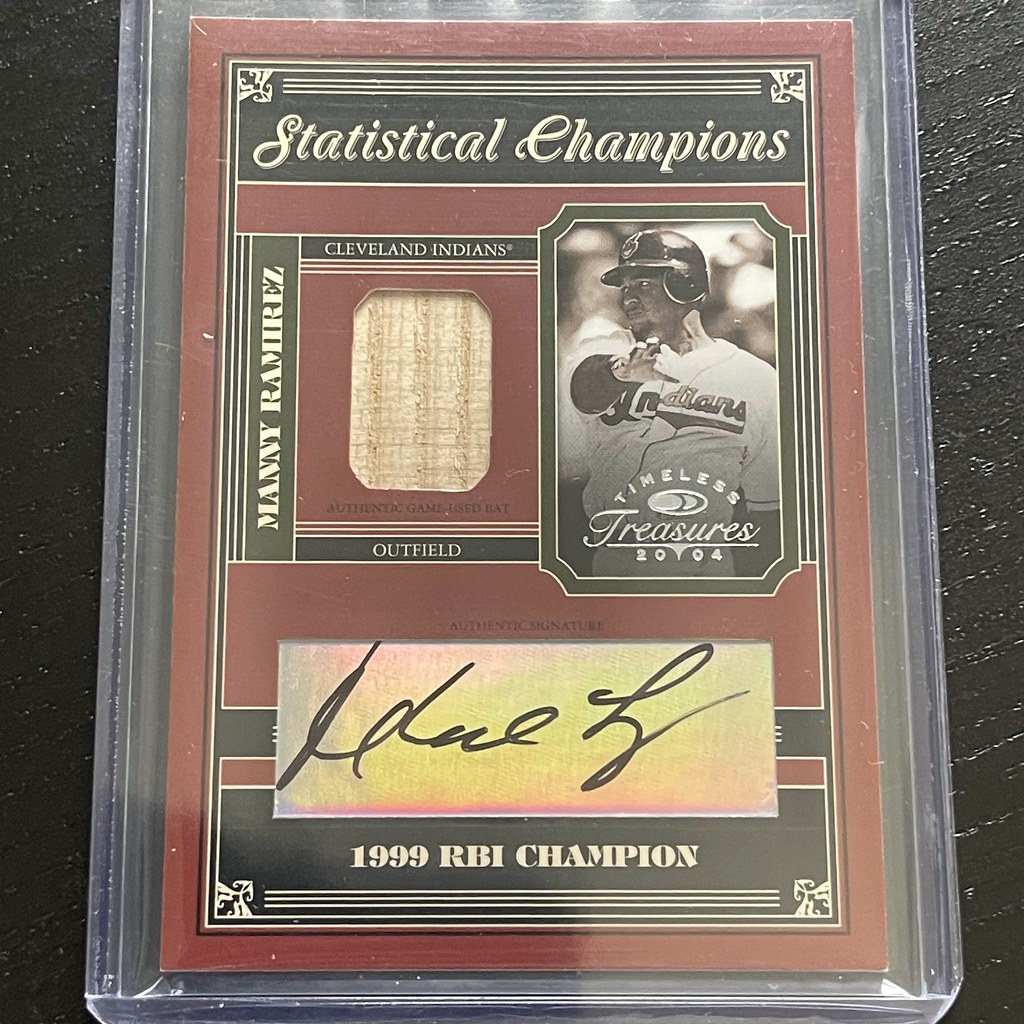 Statistical Champions
CLEVELAND INDIANS®
MANNY RAMIREZ
AUTHENTIC GAME-USED BAT
OUTFIELD
Indians
TIMELESS
Treasures
2004
AUTHENTIC SIGNATURE
1999 RBI CHAMPION